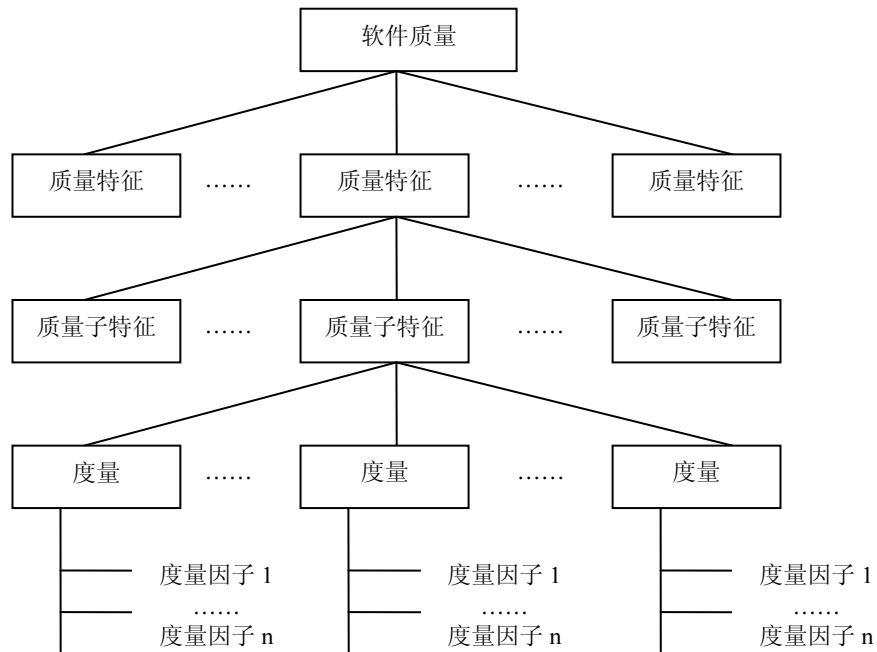 软件质量
质量特征 …… 质量特征 …… 质量特征
质量子特征 …… 质量子特征 …… 质量子特征
度量 …… 度量 …… 度量
度量因子 1 度量因子 1 度量因子 1
…… …… ……
度量因子 n 度量因子 n 度量因子 n